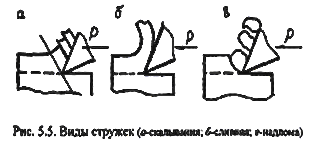 а б в
P P P
Рис. 5.5. Виды стружек (а-скалывания; б-сливная; в-надлома)